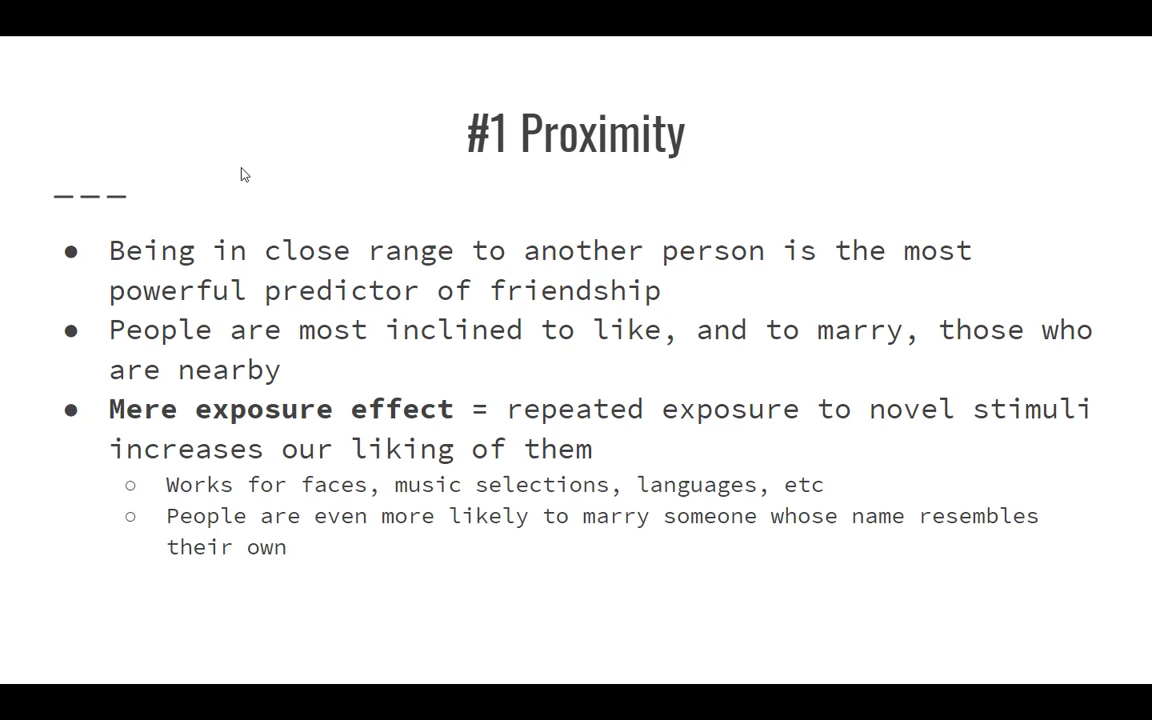 #1 Proximity
● Being in close range to another person is the most
powerful predictor of friendship
● People are most inclined to like, and to marry, those who
are nearby
● Mere exposure effect = repeated exposure to novel stimuli
increases our liking of them
○ Works for faces, music selections, languages, etc
○ People are even more likely to marry someone whose name resembles
their own